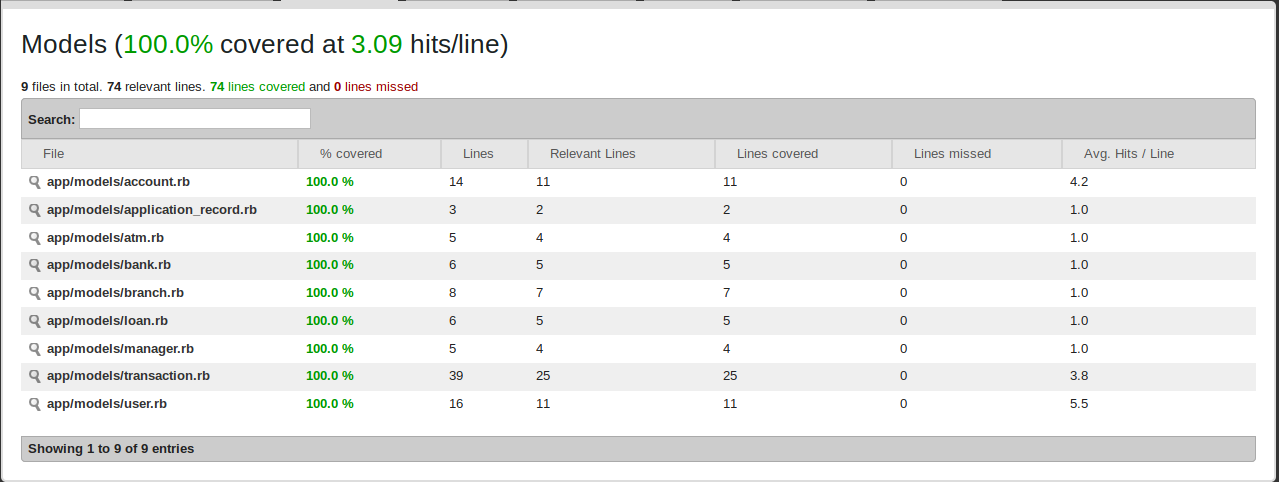 Models (100.0% covered at 3.09 hits/line)
9 files in total. 74 relevant lines. 74 lines covered and 0 lines missed
Search:
File % covered Lines Relevant Lines Lines covered Lines missed Avg. Hits / Line
app/models/account.rb 100.0 % 14 11 11 0 4.2
app/models/application_record.rb 100.0 % 3 2 2 0 1.0
app/models/atm.rb 100.0 % 5 4 4 0 1.0
app/models/bank.rb 100.0 % 6 5 5 0 1.0
app/models/branch.rb 100.0 % 8 7 7 0 1.0
app/models/loan.rb 100.0 % 6 5 5 0 1.0
app/models/manager.rb 100.0 % 5 4 4 0 1.0
app/models/transaction.rb 100.0 % 39 25 25 0 3.8
app/models/user.rb 100.0 % 16 11 11 0 5.5
Showing 1 to 9 of 9 entries